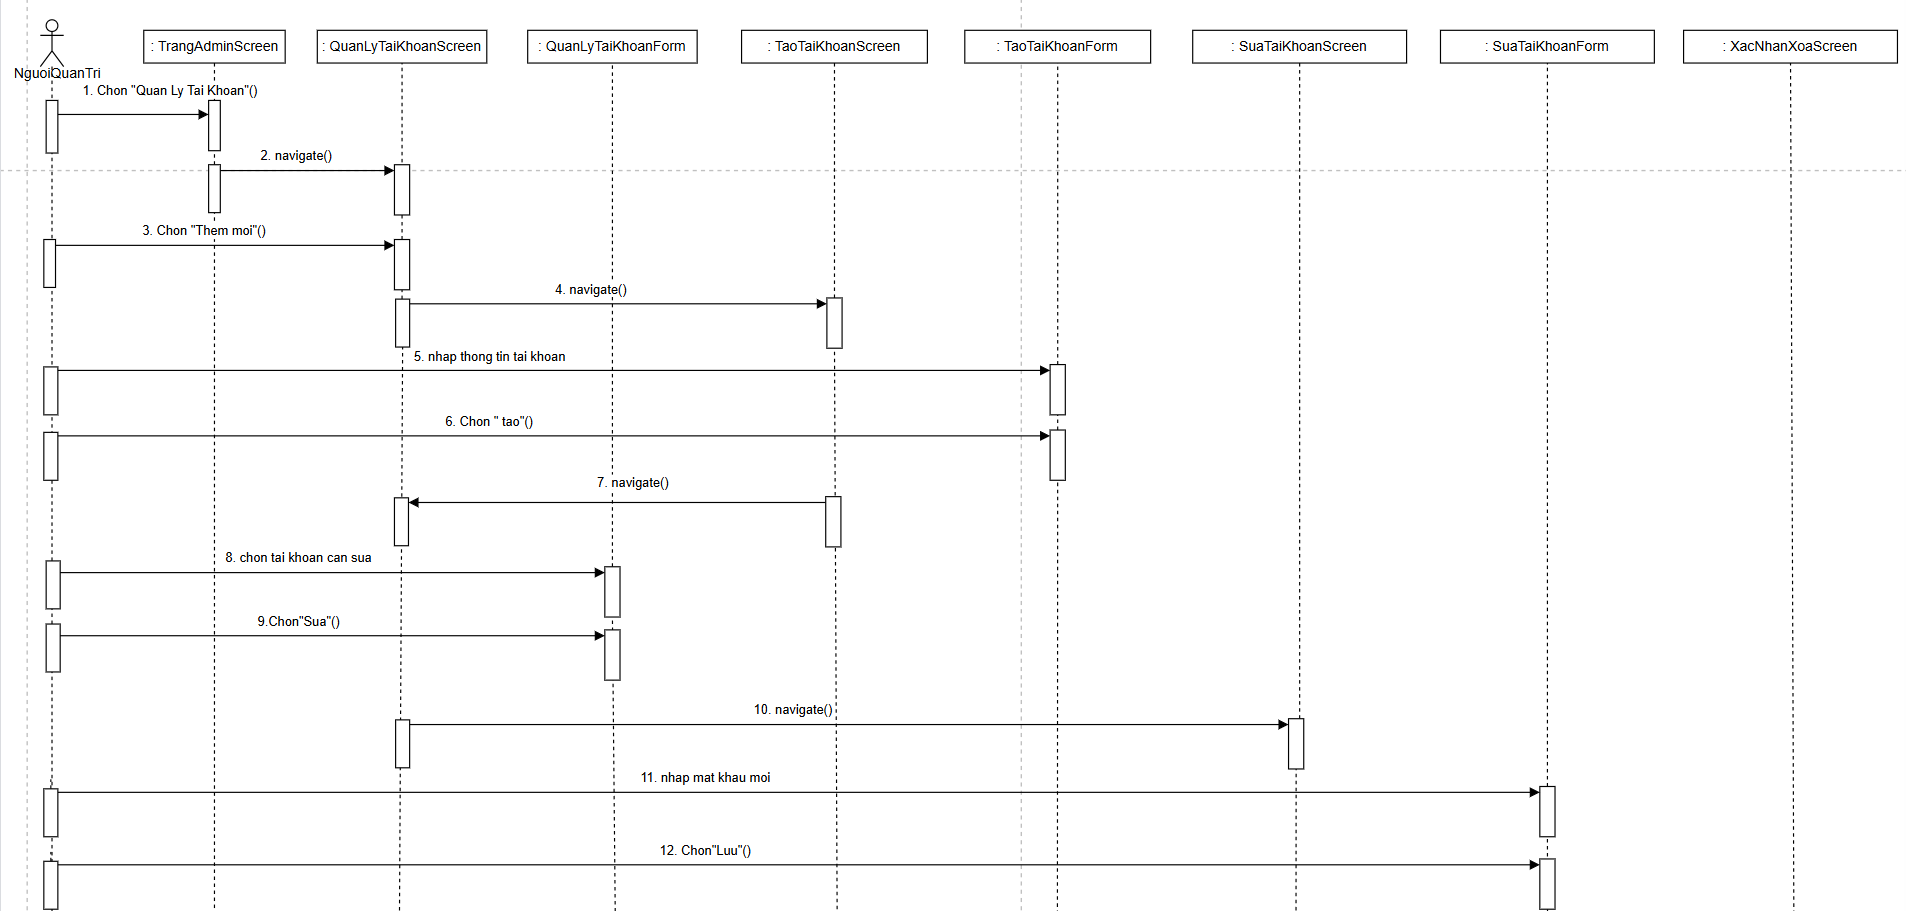 : TrangAdminScreen
: QuanLyTaiKhoanScreen
: QuanLyTaiKhoanForm
: TaoTaiKhoanScreen
: TaoTaiKhoanForm
: SuaTaiKhoanScreen
: SuaTaiKhoanForm
: XacNhanXoaScreen
NguoiQuanTri
1. Chon "Quan Ly Tai Khoan"()
2. navigate()
3. Chon "Them moi"()
4. navigate()
5. nhap thong tin tai khoan
6. Chon " tao"()
7. navigate()
8. chon tai khoan can sua
9.Chon"Sua"()
10. navigate()
11. nhap mat khau moi
12. Chon"Luu"()